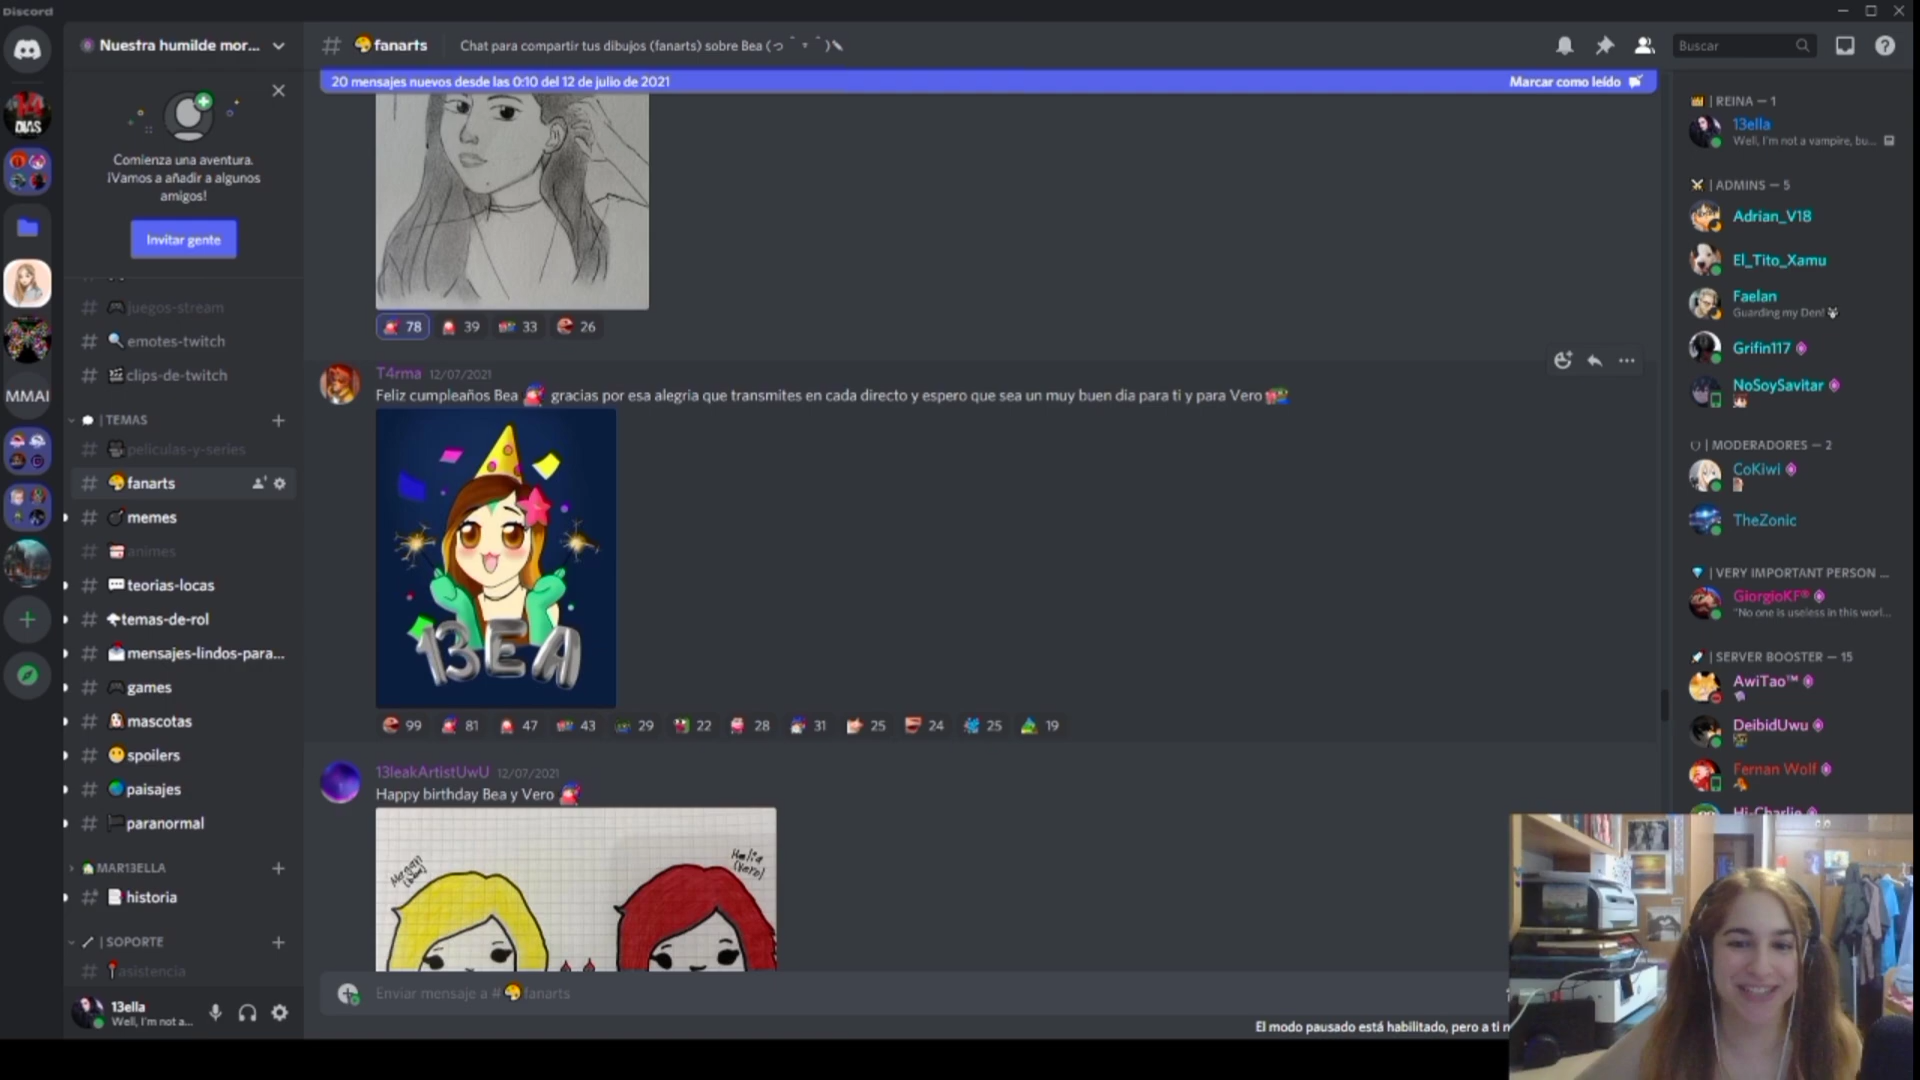 Discord
Nuestra humilde mor...
fanarts
Chat para compartir tus dibujos (fanarts) sobre Bea
Buscar
20 mensajes nuevos desde las 0:10 del 12 de julio de 2021
Marcar como leído
14
DÍAS
Comienza una aventura.
¡Vamos a añadir a algunos
amigos!
Invitar gente
MMAI
# juegos-stream
# emotes-twitch
# clips-de-twitch
| TEMAS
# peliculas-y-series
# fanarts
# memes
# animes
# teorias-locas
# temas-de-rol
# mensajes-lindos-para...
# games
# mascotas
# spoilers
# paisajes
# paranormal
MAR13ELLA
# historia
| SOPORTE
# asistencia
13ella
Well, I'm not a...
78 39 33 26
T4rma 12/07/2021
Feliz cumpleaños Bea gracias por esa alegria que transmites en cada directo y espero que sea un muy buen día para ti y para Vero
13EA
99 81 47 43 29 22 28 31 25 24 25 19
13leakArtistUwU 12/07/2021
Happy birthday Bea y Vero
Enviar mensaje a # fanarts
El modo pausado está habilitado, pero a ti
| REINA — 1
13ella
Well, I'm not a vampire, bu...
| ADMINS — 5
Adrian_V18
El_Tito_Xamu
Faelan
Guarding my Den!
Grifin117
NoSoySavitar
| MODERADORES — 2
CoKiwi
TheZonic
| VERY IMPORTANT PERSON ...
GiorgioKF®
"No one is useless in this worl...
| SERVER BOOSTER — 15
AwiTao™
DeibidUwu
Fernan Wolf
Hi-Charlie